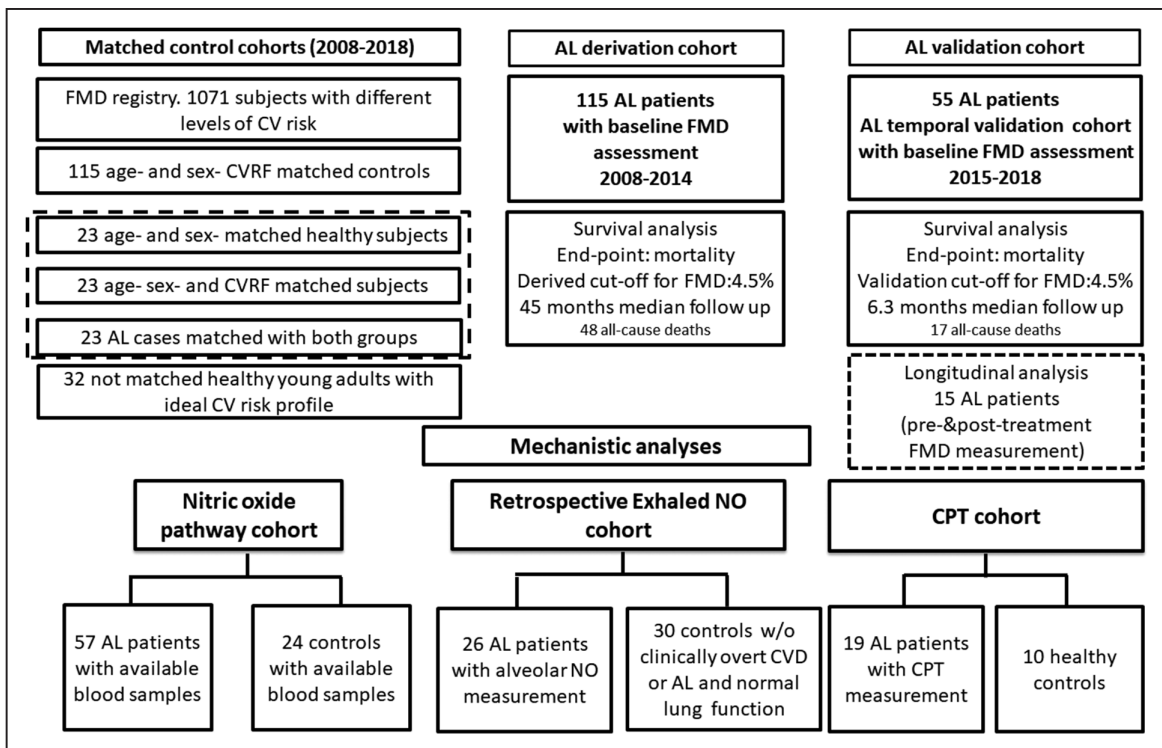 Matched control cohorts (2008-2018)
FMD registry. 1071 subjects with different
levels of CV risk
115 age- and sex- CVRF matched controls
23 age- and sex- matched healthy subjects
23 age- sex- and CVRF matched subjects
23 AL cases matched with both groups
32 not matched healthy young adults with
ideal CV risk profile
AL derivation cohort
115 AL patients
with baseline FMD
assessment
2008-2014
Survival analysis
End-point: mortality
Derived cut-off for FMD:4.5%
45 months median follow up
48 all-cause deaths
AL validation cohort
55 AL patients
AL temporal validation cohort
with baseline FMD assessment
2015-2018
Survival analysis
End-point: mortality
Validation cut-off for FMD:4.5%
6.3 months median follow up
17 all-cause deaths
Longitudinal analysis
15 AL patients
(pre-&post-treatment
FMD measurement)
Mechanistic analyses
Nitric oxide
pathway cohort
57 AL patients
with available
blood samples
24 controls
with available
blood samples
Retrospective Exhaled NO
cohort
26 AL patients
with alveolar NO
measurement
30 controls w/o
clinically overt CVD
or AL and normal
lung function
CPT cohort
19 AL patients
with CPT
measurement
10 healthy
controls